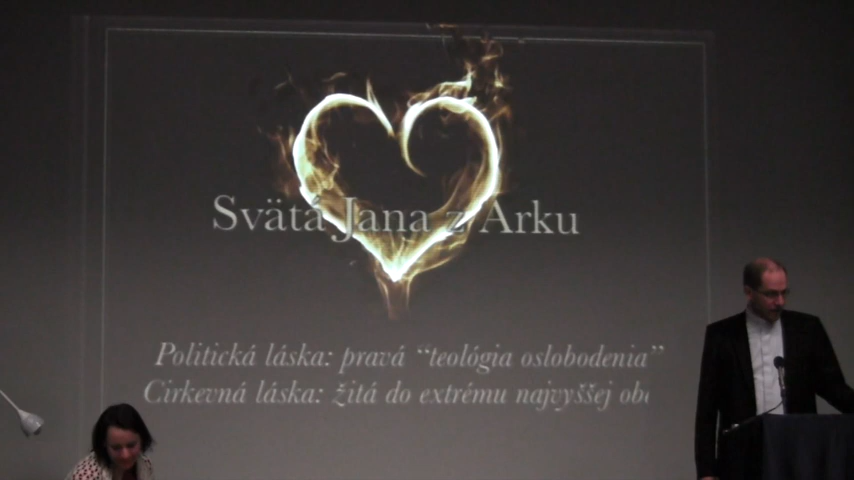 Svätá Jana z Arku
Politická láska: pravá “teológia oslobodenia”
Cirkevná láska: žitá do extrému najvyššej